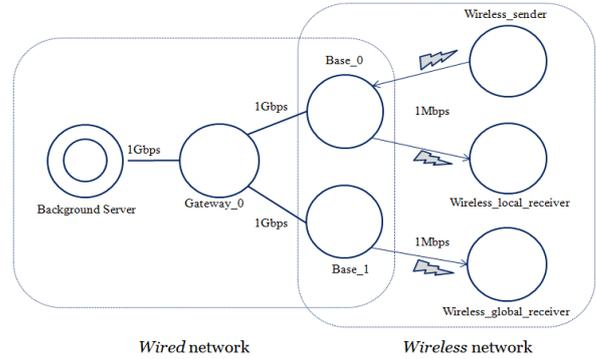 Wireless_sender
Base_0
1Gbps
1Mbps
1Gbps
Background Server
Gateway_0
Wireless_local_receiver
1Gbps
1Mbps
Base_1
Wireless_global_receiver
Wired network
Wireless network